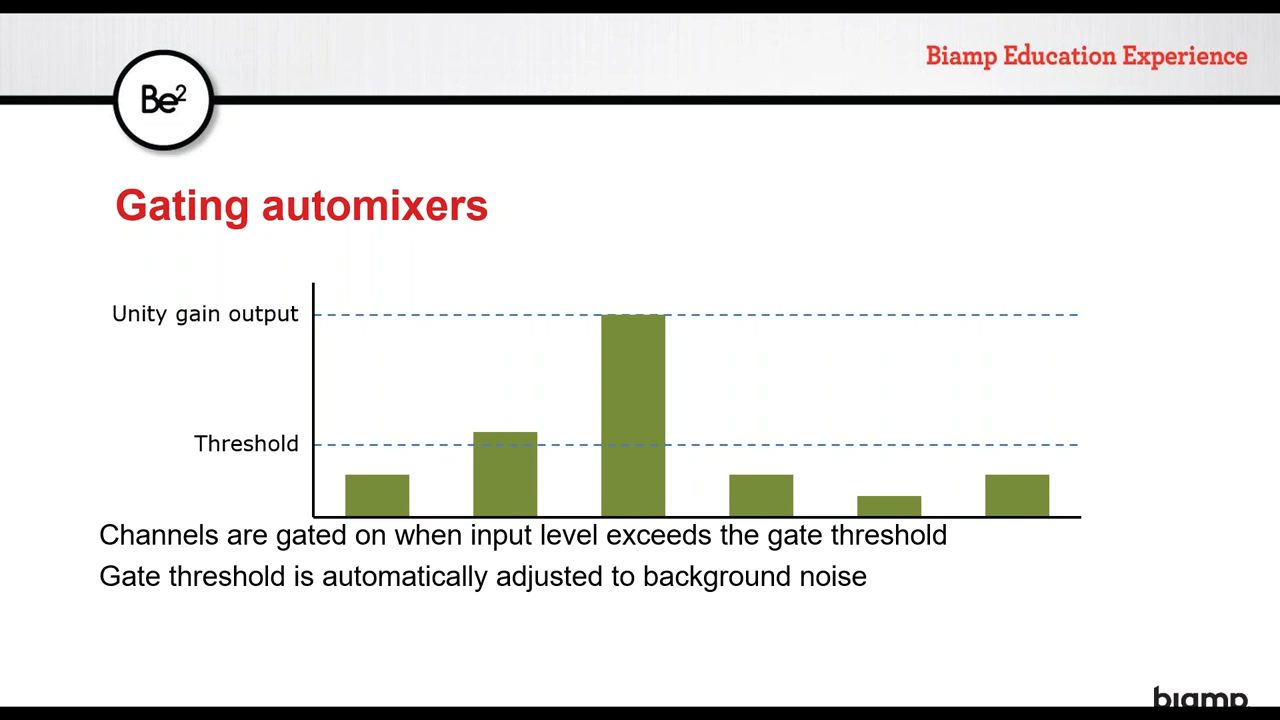 Biamp Education Experience
Be²
Gating automixers
Unity gain output
Threshold
Channels are gated on when input level exceeds the gate threshold
Gate threshold is automatically adjusted to background noise
biamp